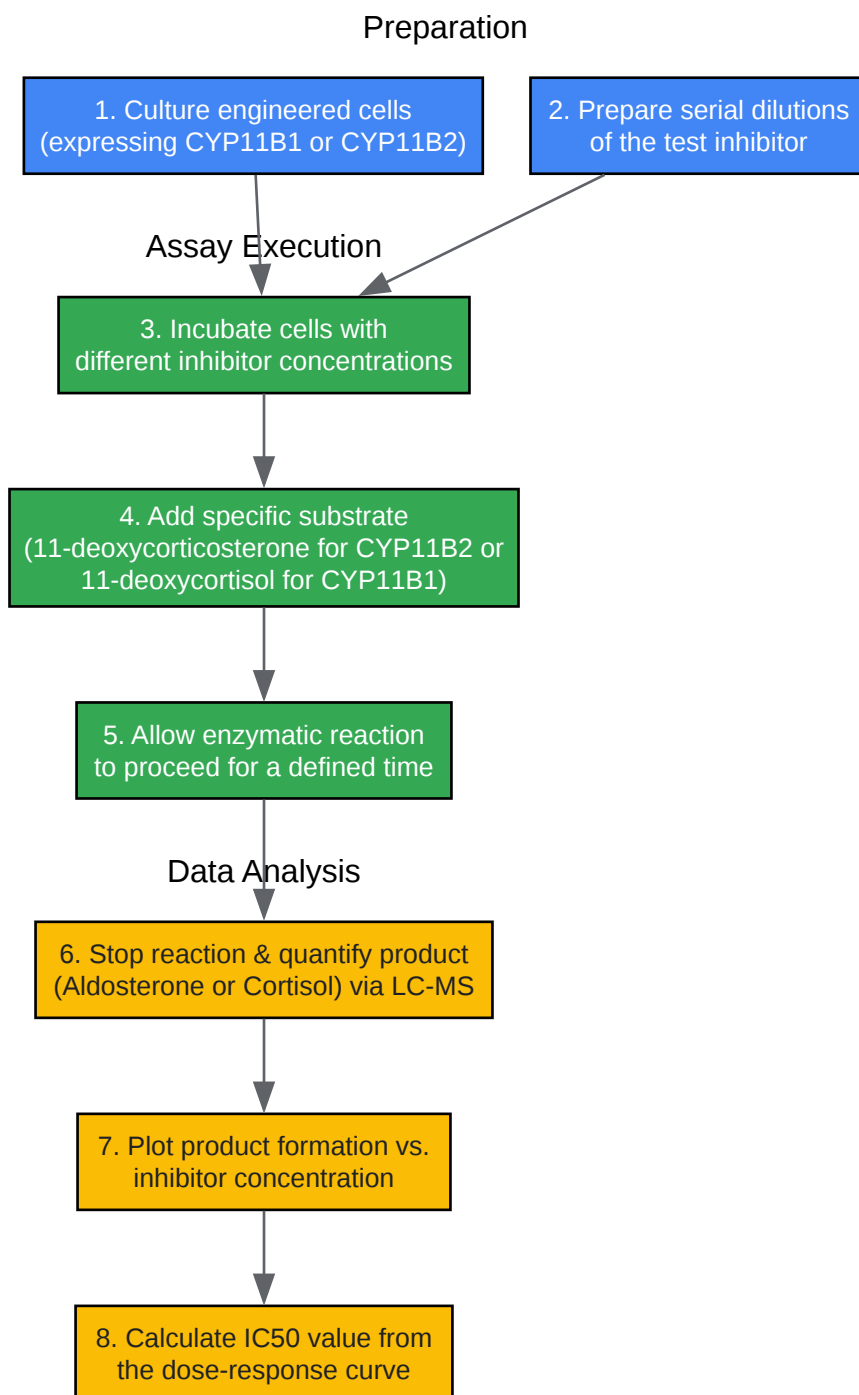 Preparation
1. Culture engineered cells
(expressing CYP11B1 or CYP11B2)
2. Prepare serial dilutions
of the test inhibitor
Assay Execution
3. Incubate cells with
different inhibitor concentrations
4. Add specific substrate
(11-deoxycorticosterone for CYP11B2 or
11-deoxycortisol for CYP11B1)
5. Allow enzymatic reaction
to proceed for a defined time
Data Analysis
6. Stop reaction & quantify product
(Aldosterone or Cortisol) via LC-MS
7. Plot product formation vs.
inhibitor concentration
8. Calculate IC50 value from
the dose-response curve